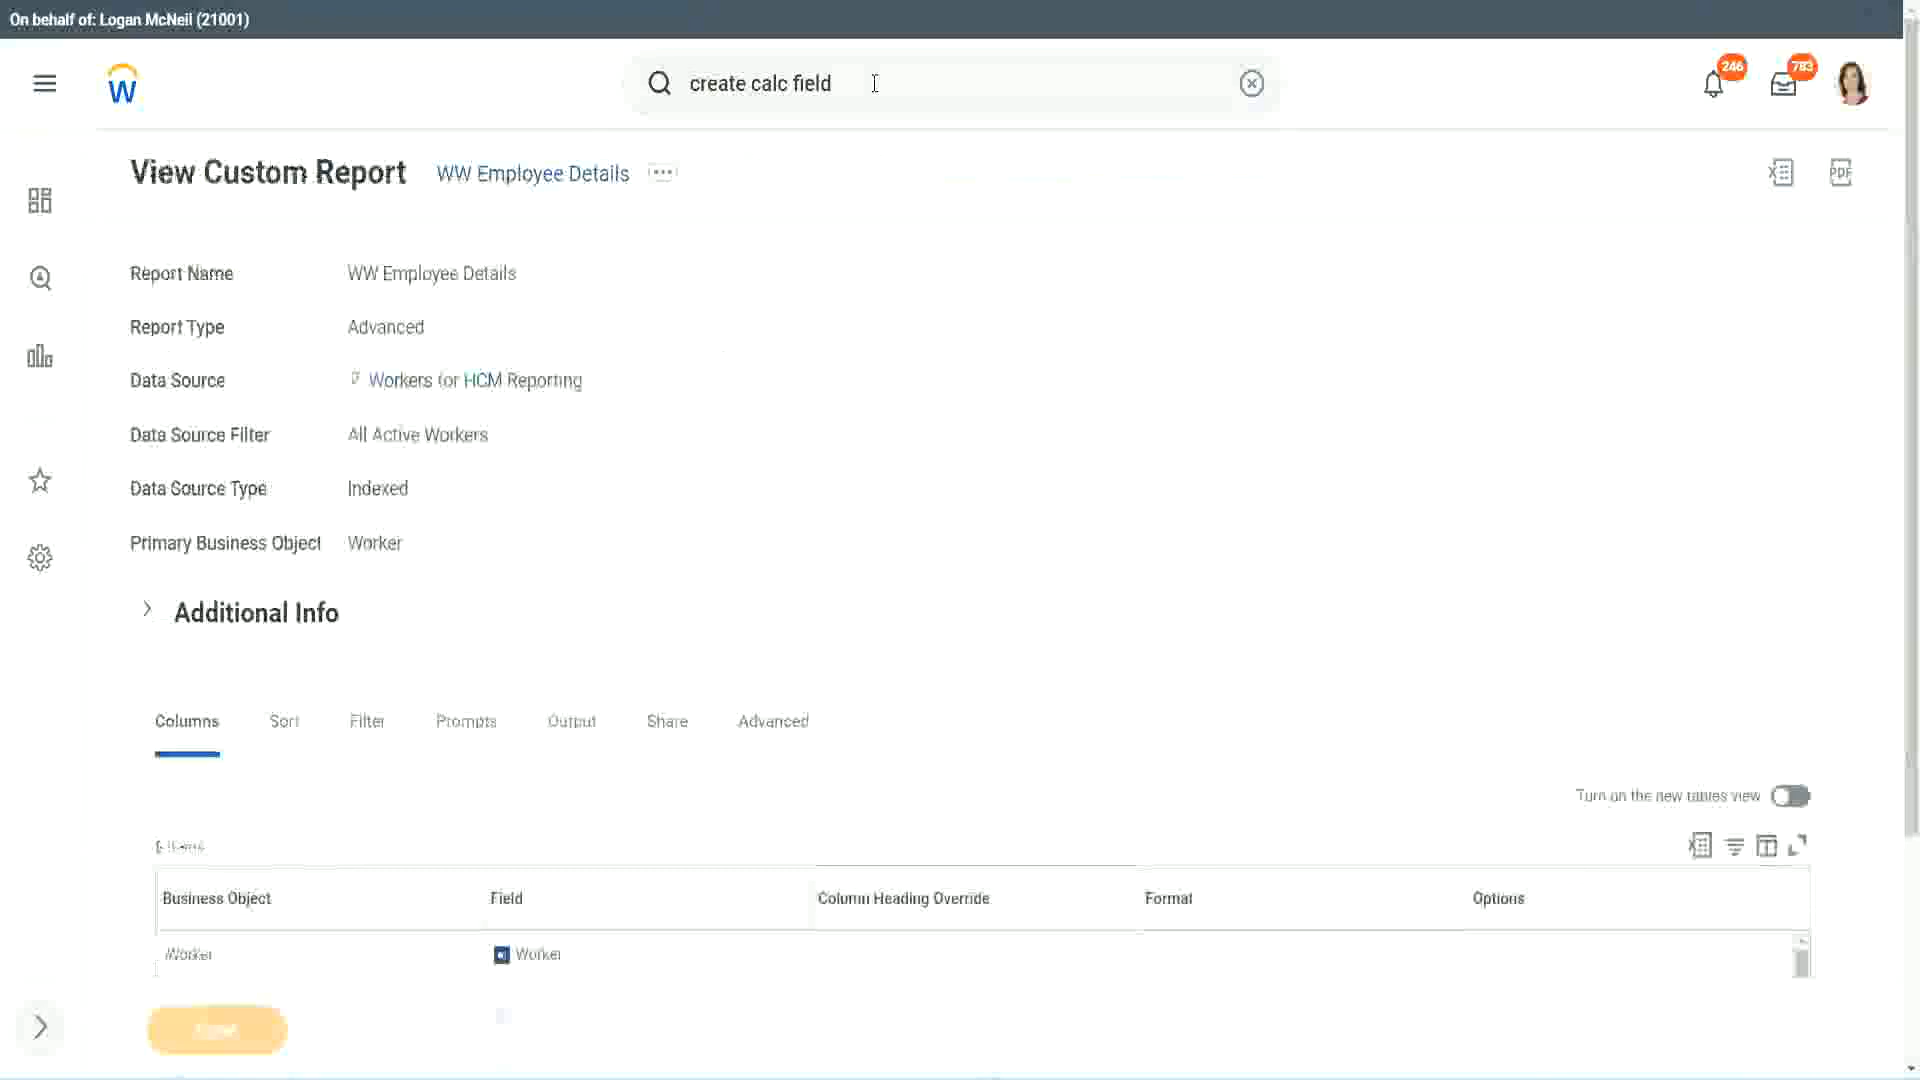 On behalf of: Logan McNeil (21001)
create calc field
246
783
View Custom Report WW Employee Details
PDF
Report Name WW Employee Details
Report Type Advanced
Data Source Workers for HCM Reporting
Data Source Filter All Active Workers
Data Source Type Indexed
Primary Business Object Worker
Additional Info
Columns Sort Filter Prompts Output Share Advanced
Turn on the new tables view
Business Object Field Column Heading Override Format Options
Worker Worker